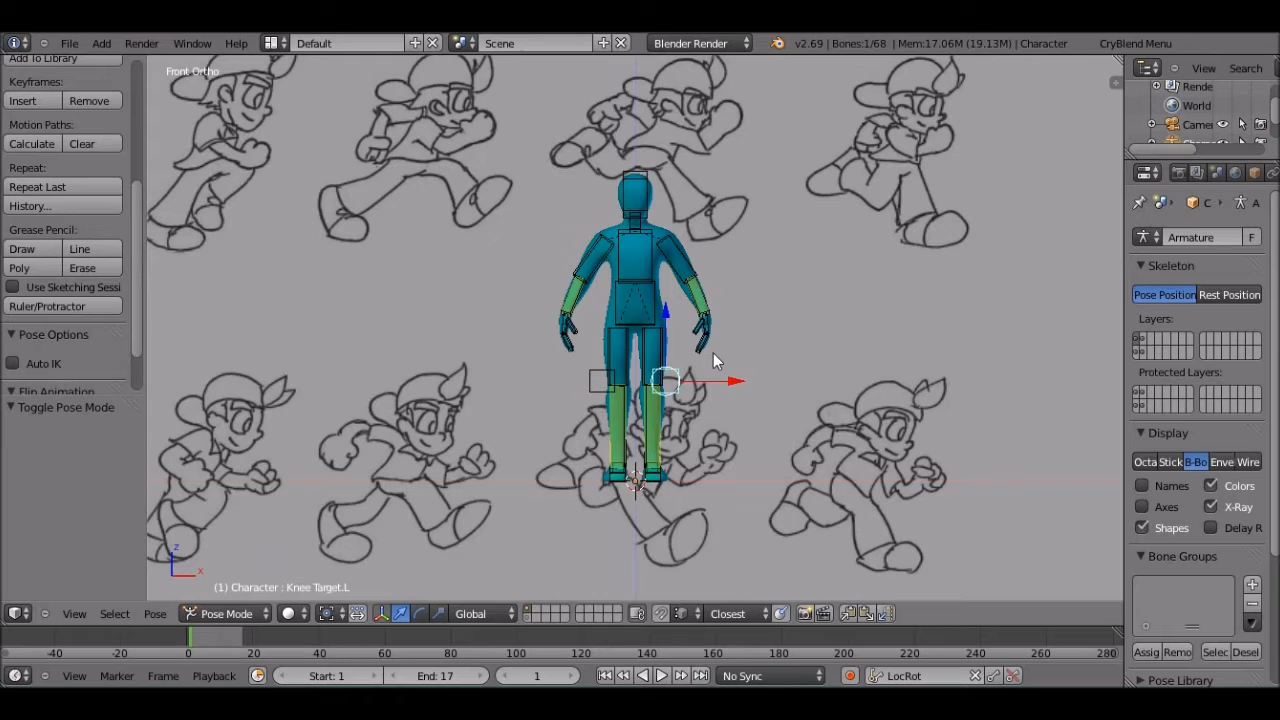 File Add Render Window Help Default Scene Blender Render v2.69 | Bones:1/68 | Mem:17.06M (19.13M) | Character CryBlend Menu
Add To Library
Front Ortho
View Search
Keyframes:
Rende
Insert Remove
World
Motion Paths:
Came
Calculate Clear
Repeat:
Repeat Last
History...
C A
Grease Pencil:
Armature F
Draw Line
Skeleton
Poly Erase
Use Sketching Sessi
Pose Position Rest Position
Ruler/Protractor
Layers:
Pose Options
Auto IK
Protected Layers:
Flip Animation
Toggle Pose Mode
Display
Octa Stick B-Bo Enve Wire
Names Colors
Axes X-Ray
Shapes Delay R
z
Bone Groups
x
(1) Character : Knee Target.L
View Select Pose Pose Mode Global Closest
-40 -20 0 20 40 60 80 100 120 140 160 180 200 220 240 260 280
Assig Remo Selec Desel
View Marker Frame Playback Start: 1 End: 17 1 No Sync LocRot
Pose Library